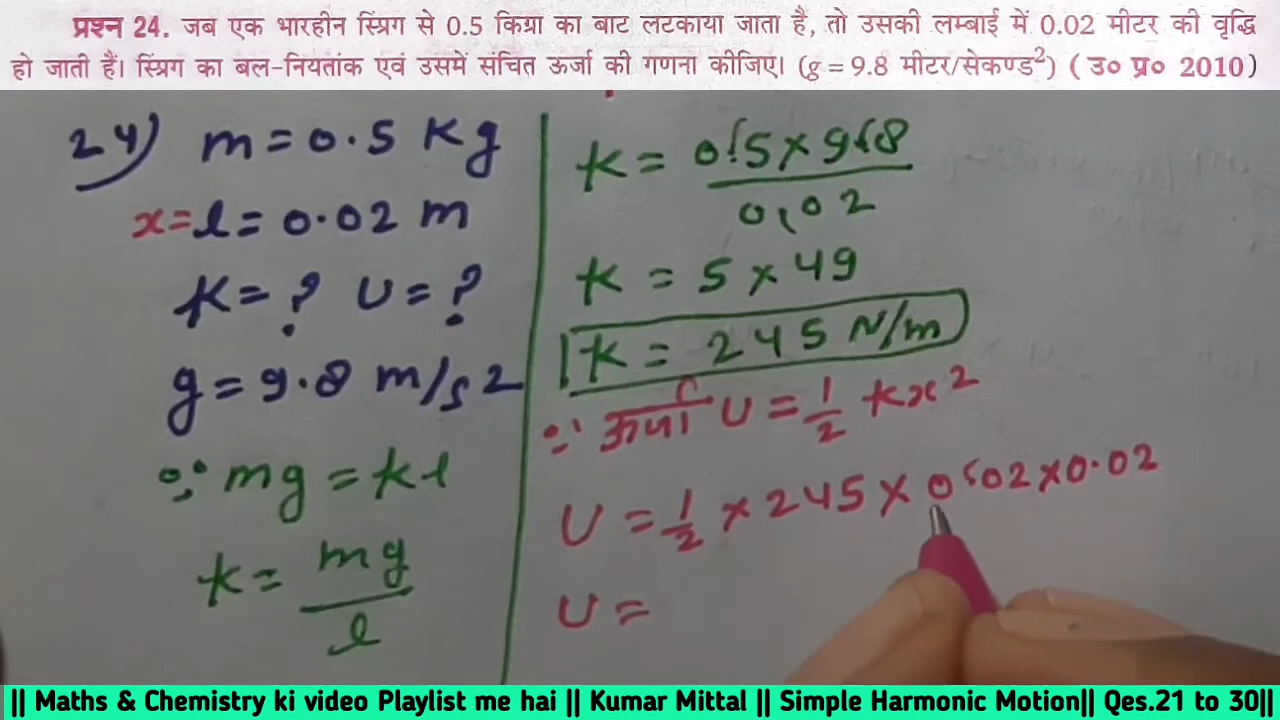 प्रश्न 24. जब एक भारहीन स्प्रिग से 0.5 किग्रा का बाट लटकाया जाता है, तो उसकी लम्बाई में 0.02 मीटर की वृद्धि
हो जाती है। स्प्रिग का बल-नियतांक एवं उसमें संचित ऊर्जा की गणना कीजिए। (g = 9.8 मीटर/सेकण्ड²) ( उ० प्र० 2010 )
24) m = 0.5 Kg
x = l = 0.02 m
K = ? U = ?
g = 9.8 m/s2
∵ mg = kl
k = mg
l
k = 0.5 × 9.8
0.02
k = 5 × 49
k = 245 N/m
∵ ऊर्जा U = 1/2 kx²
U = 1/2 × 245 × 0.02 × 0.02
U =
|| Maths & Chemistry ki video Playlist me hai || Kumar Mittal || Simple Harmonic Motion|| Qes.21 to 30||